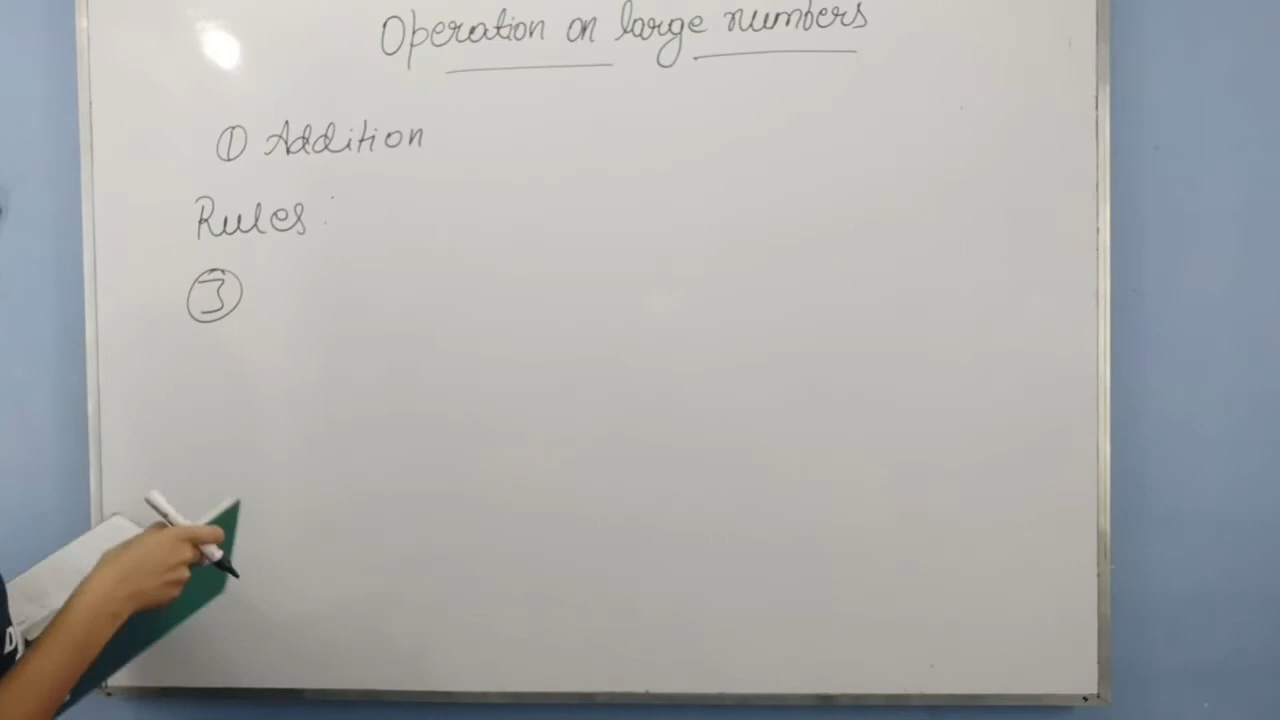 Operation on large numbers
① Addition
Rules :
③